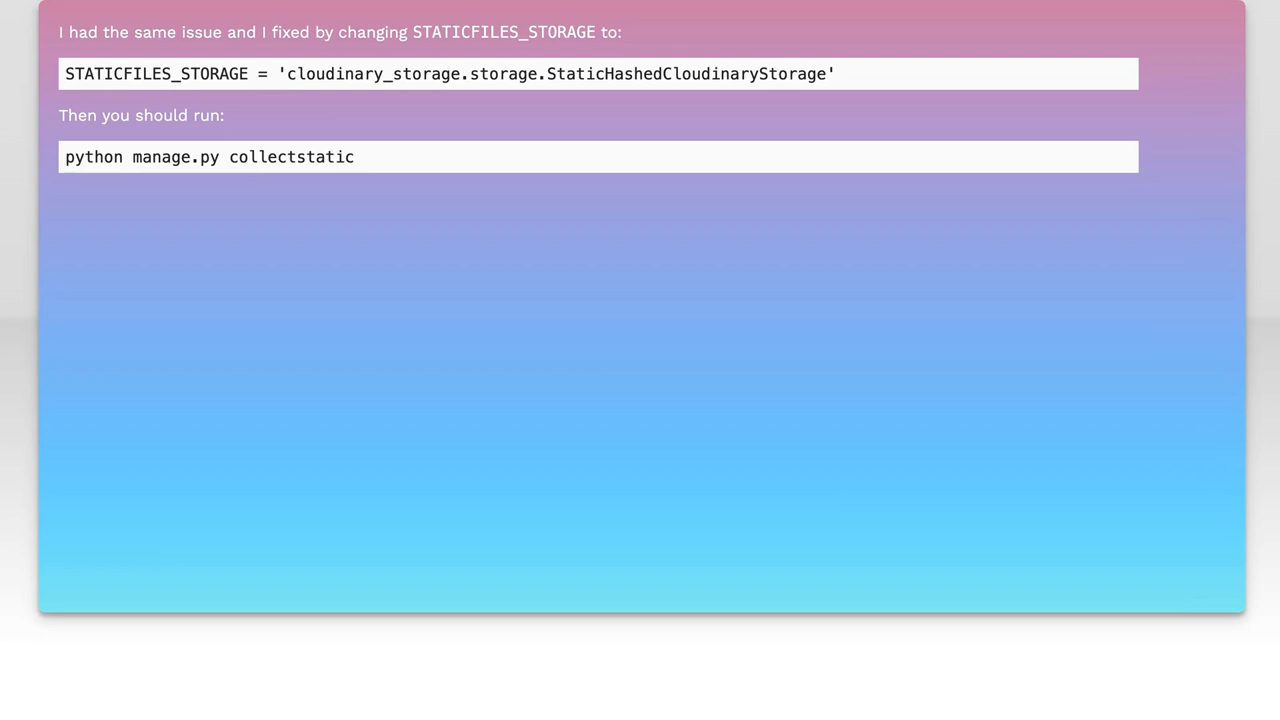 I had the same issue and I fixed by changing STATICFILES_STORAGE to:
STATICFILES_STORAGE = 'cloudinary_storage.storage.StaticHashedCloudinaryStorage'
Then you should run:
python manage.py collectstatic